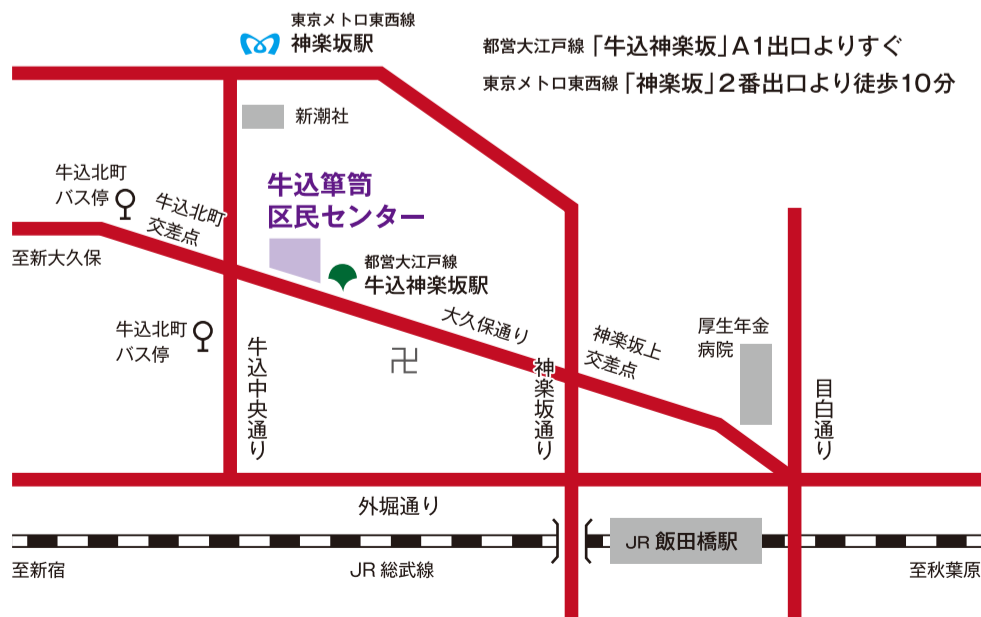 東京メトロ東西線
神楽坂駅
都営大江戸線「牛込神楽坂」A1出口よりすぐ
東京メトロ東西線「神楽坂」2番出口より徒歩10分
新潮社
牛込北町
バス停
牛込北町
交差点
牛込箪笥
区民センター
至新大久保
都営大江戸線
牛込神楽坂駅
牛込北町
バス停
大久保通り
神楽坂上
交差点
厚生年金
病院
牛込中央通り
卍
神楽坂通り
目白通り
外堀通り
JR 飯田橋駅
至新宿
JR 総武線
至秋葉原